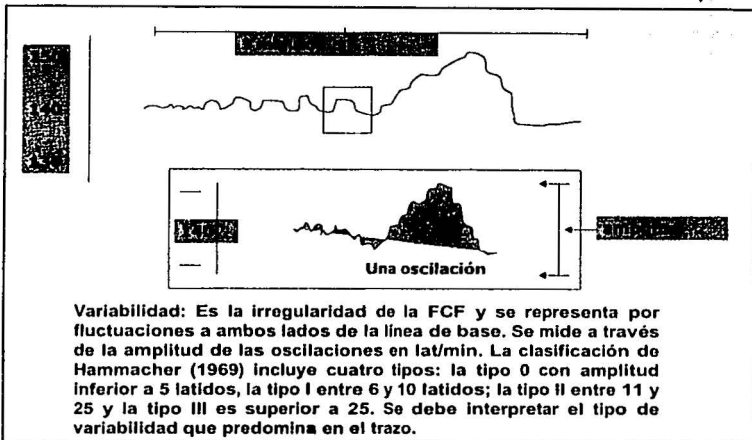 Una oscilación
Variabilidad: Es la irregularidad de la FCF y se representa por
fluctuaciones a ambos lados de la línea de base. Se mide a través
de la amplitud de las oscilaciones en lat/min. La clasificación de
Hammacher (1969) incluye cuatro tipos: la tipo 0 con amplitud
inferior a 5 latidos, la tipo I entre 6 y 10 latidos; la tipo II entre 11 y
25 y la tipo III es superior a 25. Se debe interpretar el tipo de
variabilidad que predomina en el trazo.